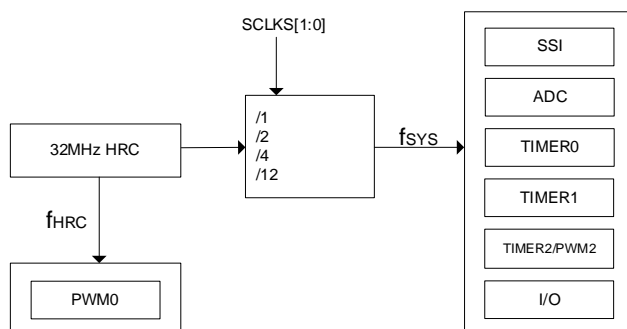 SCLKS[1:0]
32MHz HRC
/1
/2
/4
/12
fSYS
fHRC
PWM0
SSI
ADC
TIMER0
TIMER1
TIMER2/PWM2
I/O